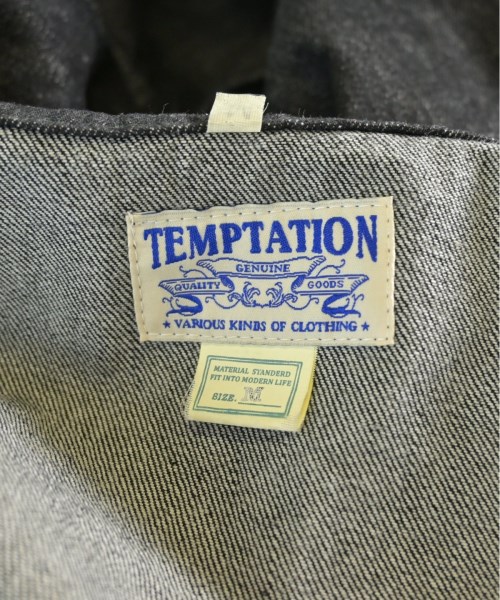 TEMPTATION
GENUINE
QUALITY GOODS
★ VARIOUS KINDS OF CLOTHING ★
MATERIAL STANDERD
FIT INTO MODERN LIFE
SIZE. M